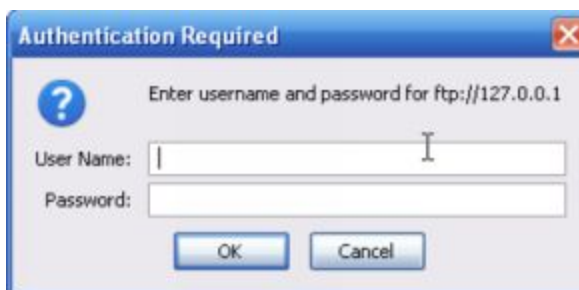 Authentication Required
Enter username and password for ftp://127.0.0.1
User Name:
Password:
OK Cancel